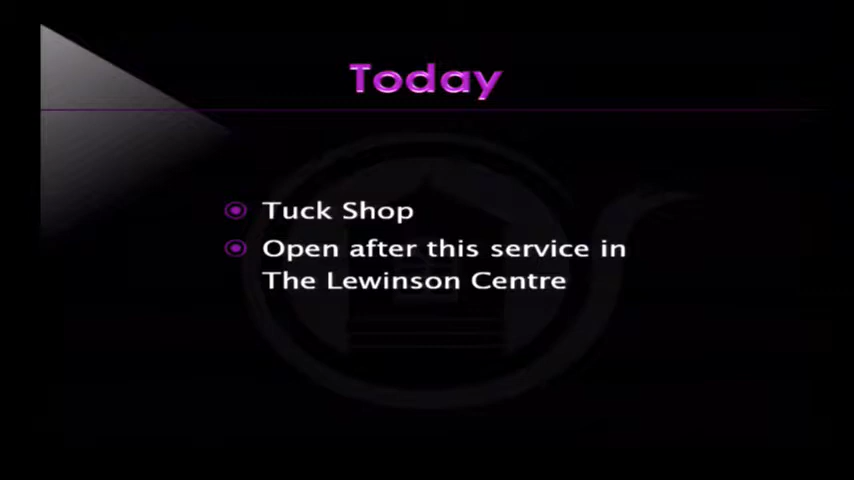 Today
Tuck Shop
Open after this service in
The Lewinson Centre